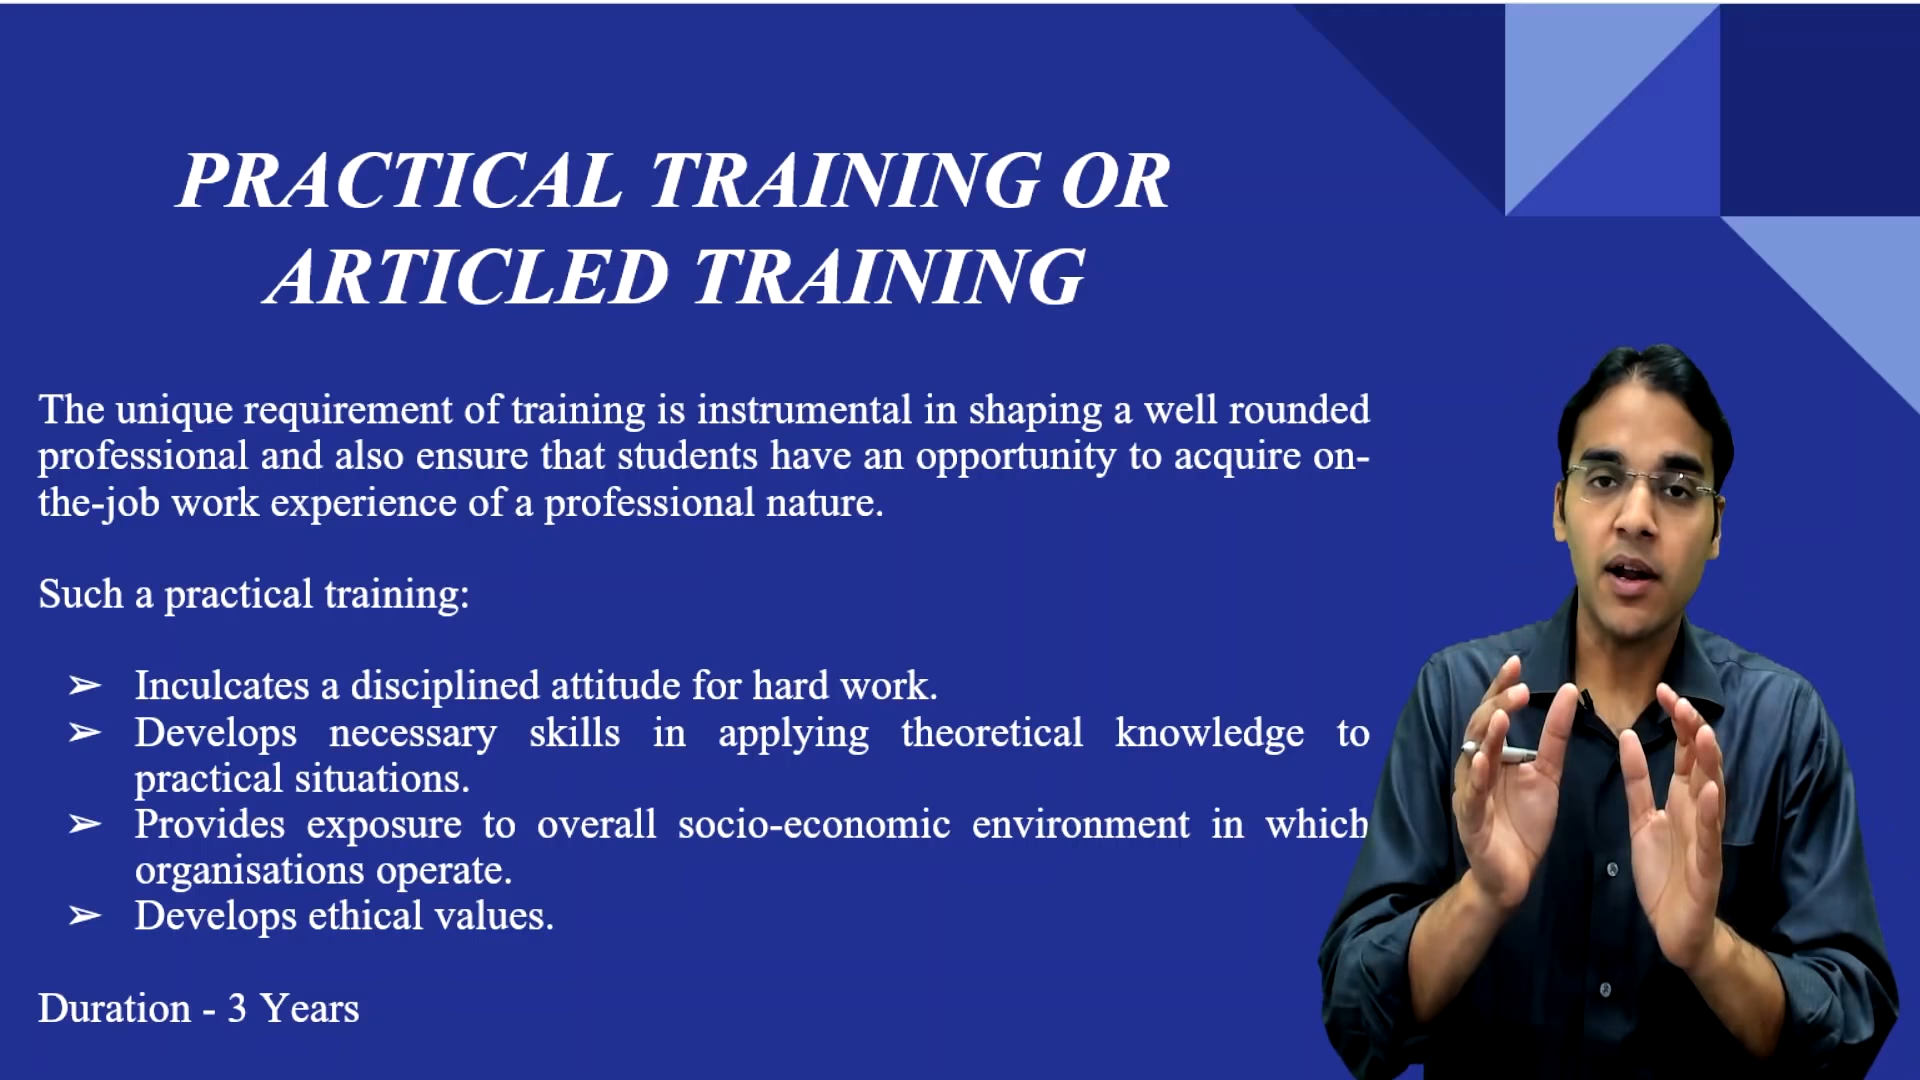 PRACTICAL TRAINING OR
ARTICLED TRAINING
The unique requirement of training is instrumental in shaping a well rounded
professional and also ensure that students have an opportunity to acquire on-
the-job work experience of a professional nature.
Such a practical training:
➢ Inculcates a disciplined attitude for hard work.
➢ Develops necessary skills in applying theoretical knowledge to
practical situations.
➢ Provides exposure to overall socio-economic environment in which
organisations operate.
➢ Develops ethical values.
Duration - 3 Years